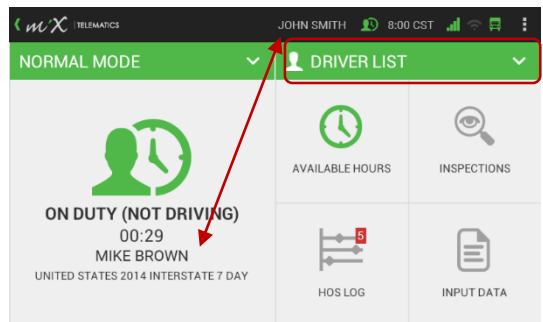 mX TELEMATICS
JOHN SMITH 8:00 CST
NORMAL MODE
DRIVER LIST
ON DUTY (NOT DRIVING)
00:29
MIKE BROWN
UNITED STATES 2014 INTERSTATE 7 DAY
AVAILABLE HOURS
INSPECTIONS
5
HOS LOG
INPUT DATA